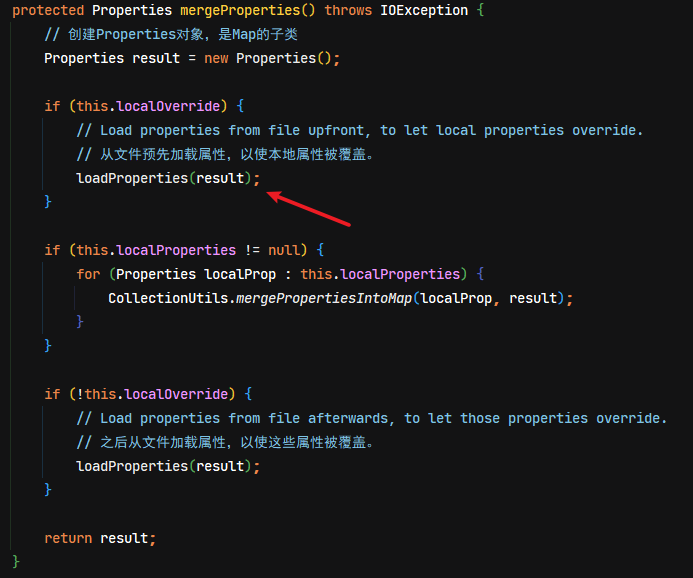 protected Properties mergeProperties() throws IOException {
// 创建Properties对象，是Map的子类
Properties result = new Properties();
if (this.localOverride) {
// Load properties from file upfront, to let local properties override.
// 从文件预先加载属性，以使本地属性被覆盖。
loadProperties(result);
}
if (this.localProperties != null) {
for (Properties localProp : this.localProperties) {
CollectionUtils.mergePropertiesIntoMap(localProp, result);
}
}
if (!this.localOverride) {
// Load properties from file afterwards, to let those properties override.
// 之后从文件加载属性，以使这些属性被覆盖。
loadProperties(result);
}
return result;
}